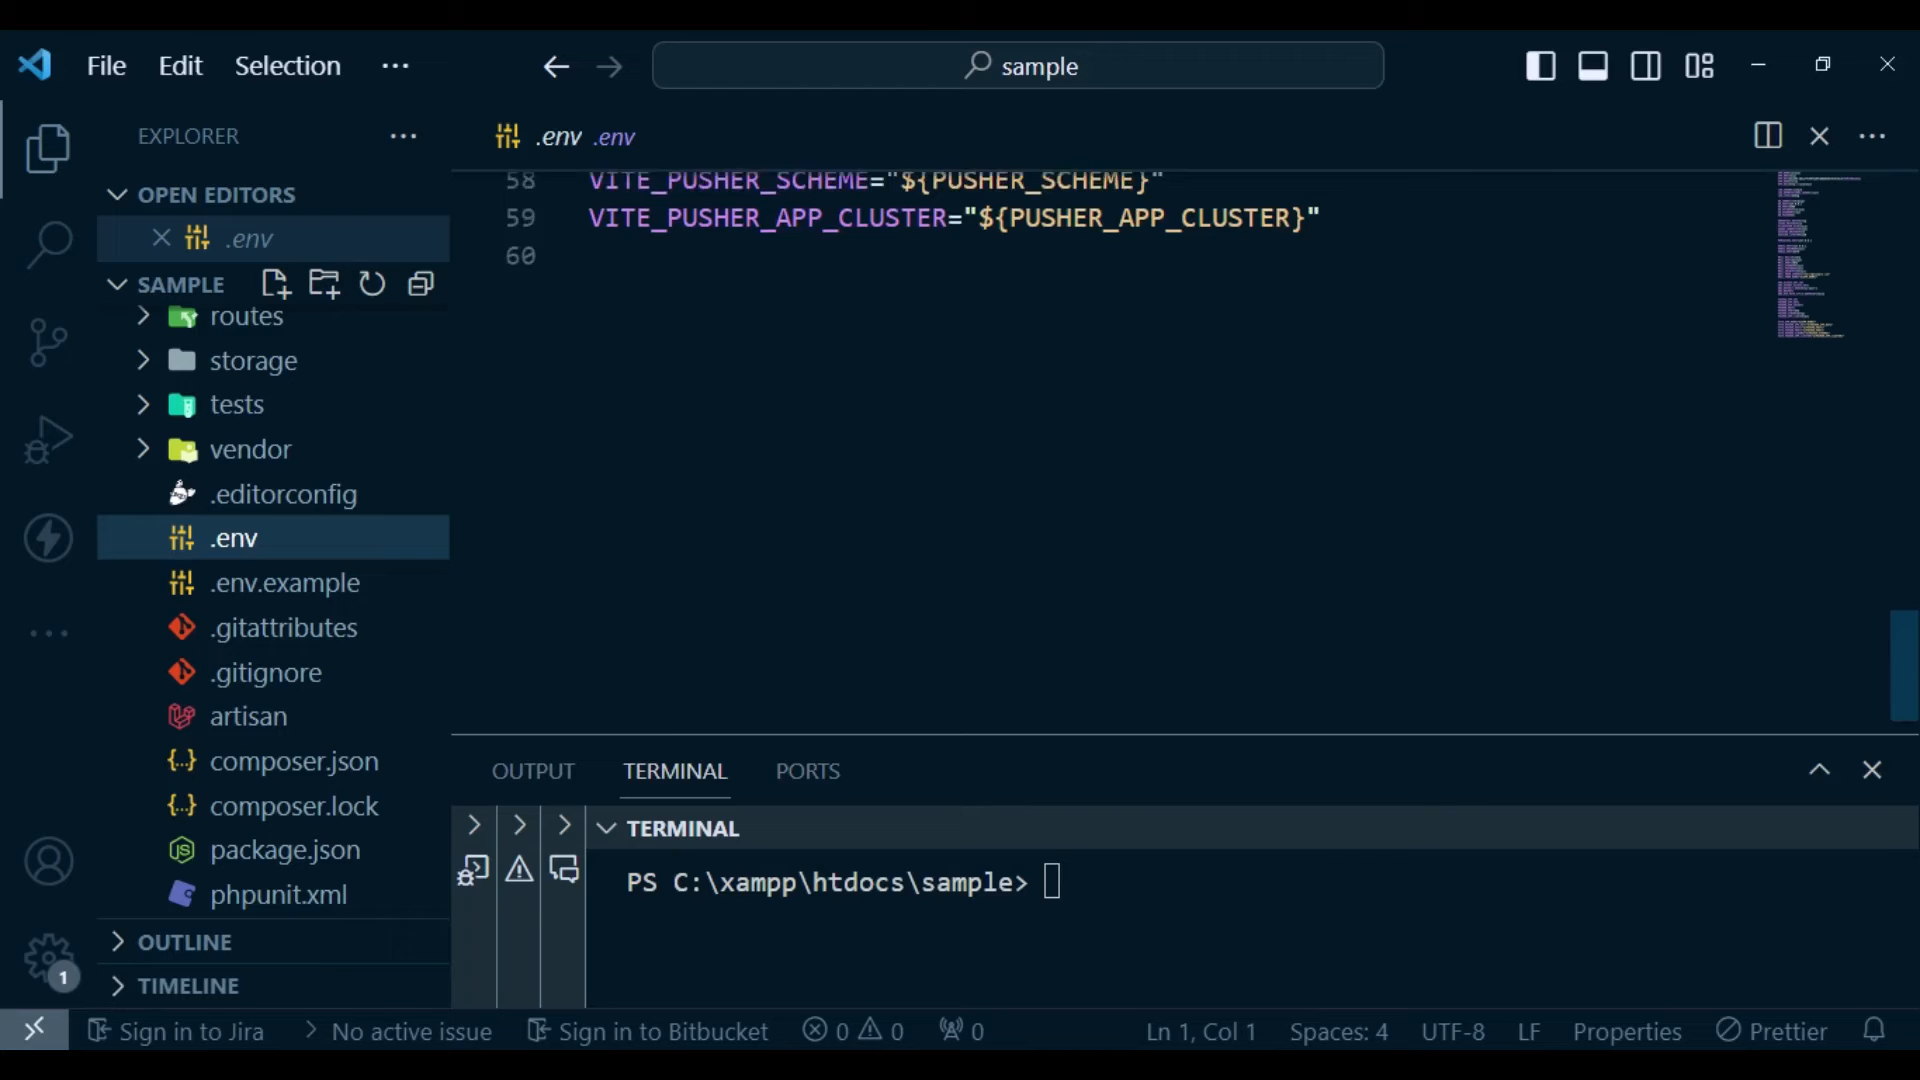 File Edit Selection ···
sample
EXPLORER ···
.env .env
OPEN EDITORS
.env
SAMPLE
routes
storage
tests
vendor
.editorconfig
.env
.env.example
.gitattributes
.gitignore
artisan
composer.json
composer.lock
package.json
phpunit.xml
OUTLINE
TIMELINE
1
58 VITE_PUSHER_SCHEME="${PUSHER_SCHEME}"
59 VITE_PUSHER_APP_CLUSTER="${PUSHER_APP_CLUSTER}"
60
OUTPUT TERMINAL PORTS
TERMINAL
PS C:\xampp\htdocs\sample>
Sign in to Jira No active issue Sign in to Bitbucket 0 0 0 Ln 1, Col 1 Spaces: 4 UTF-8 LF Properties Prettier